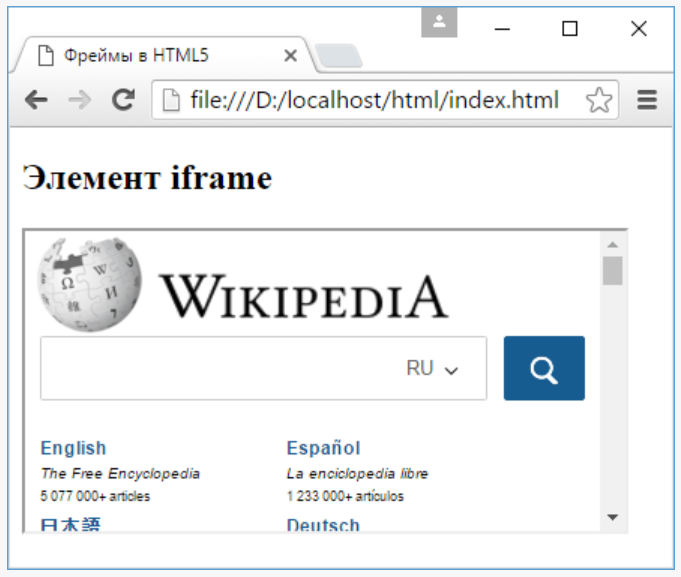 Фреймы в HTML5
file:///D:/localhost/html/index.html
Элемент iframe
Ω W И 7
WIKIPEDIA
RU
English
Español
The Free Encyclopedia
La enciclopedia libre
5 077 000+ articles
1 233 000+ artículos
日本語
Deutsch